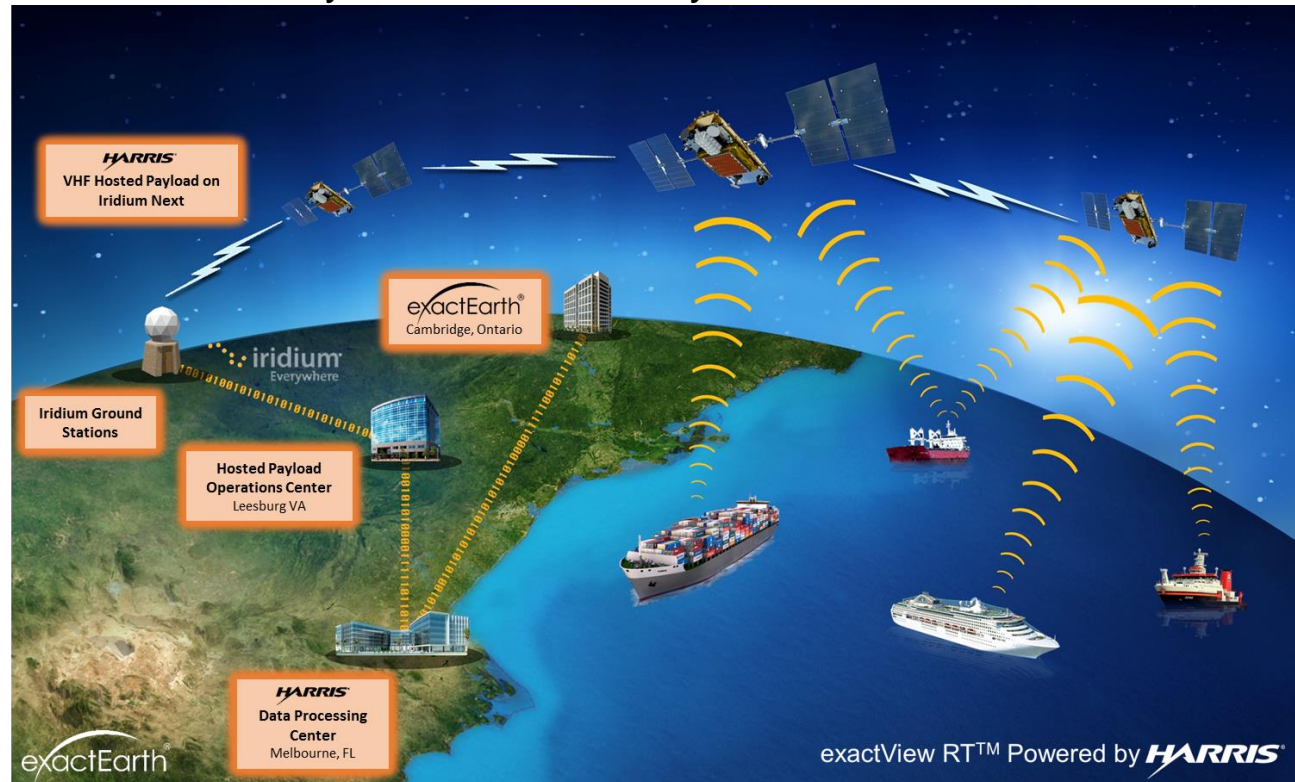 HARRIS®
VHF Hosted Payload on
Iridium Next
exactEarth®
Cambridge, Ontario
iridium
Everywhere
Iridium Ground
Stations
Hosted Payload
Operations Center
Leesburg VA
HARRIS®
Data Processing
Center
Melbourne, FL
exactEarth®
exactView RT™ Powered by HARRIS®